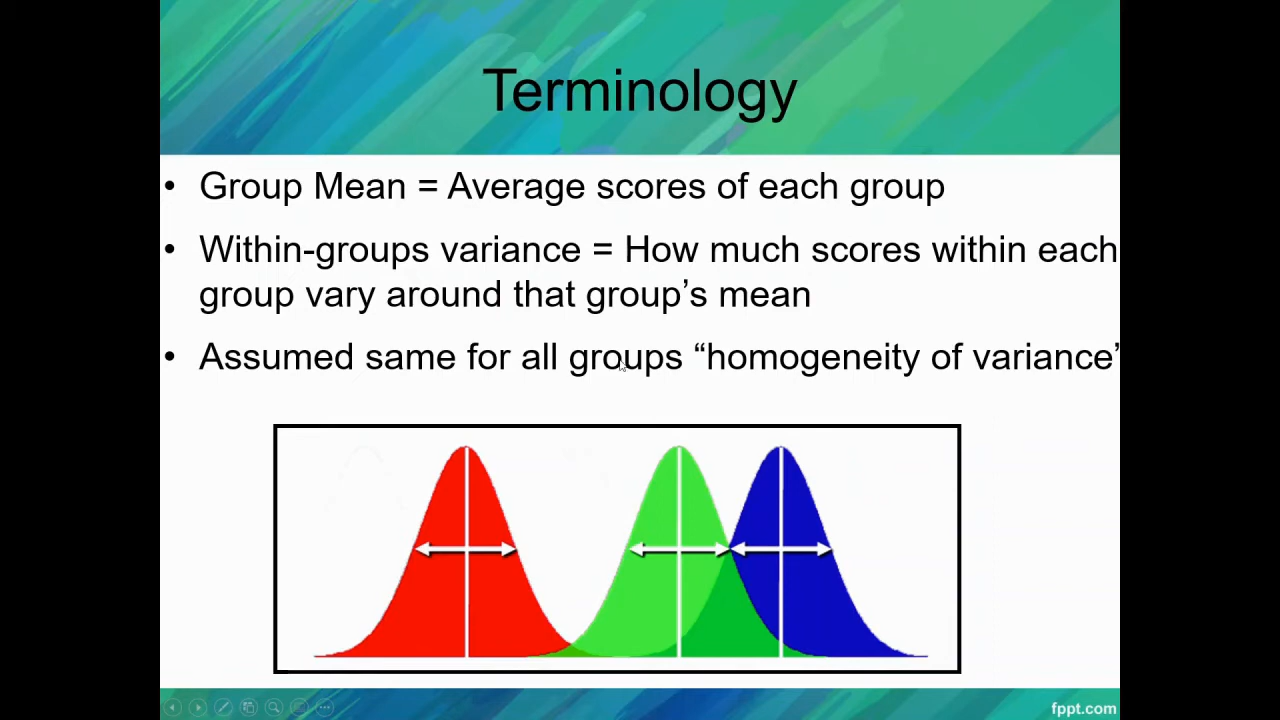 Terminology
• Group Mean = Average scores of each group
• Within-groups variance = How much scores within each
group vary around that group’s mean
• Assumed same for all groups “homogeneity of variance’
fppt.com